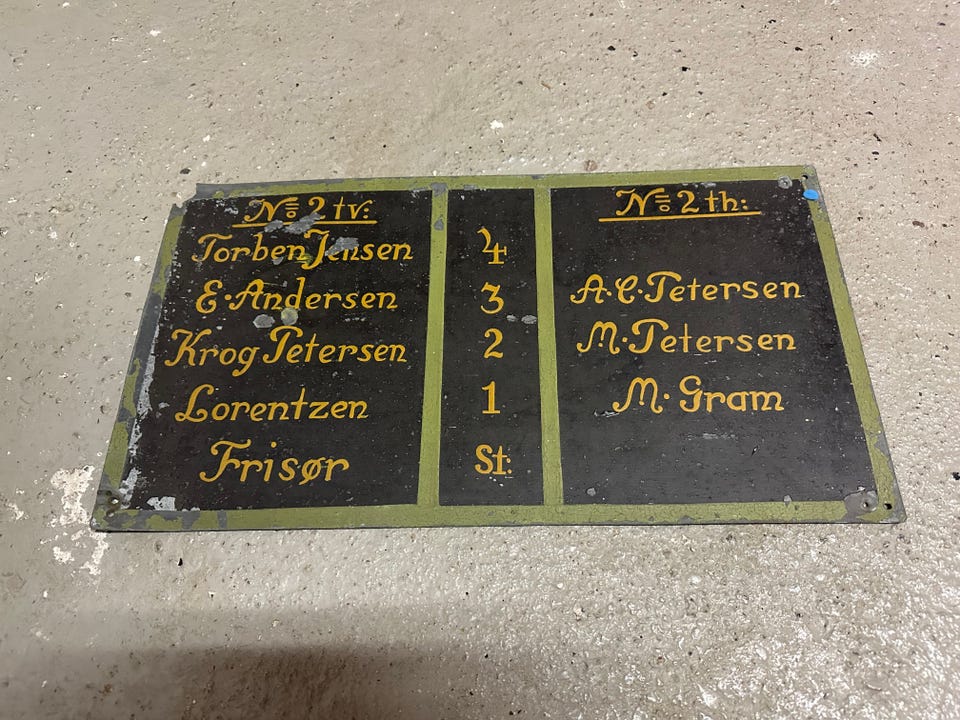 Nº 2 tv:
Torben Jensen
E. Andersen
Krog Petersen
Lorentzen
Frisør
4
3
2
1
St:
Nº 2 th:
A.C. Petersen
M. Petersen
M. Gram